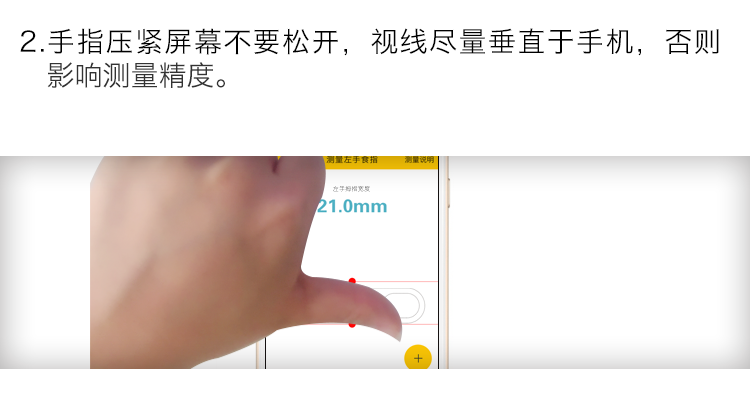 2.手指压紧屏幕不要松开，视线尽量垂直于手机，否则
影响测量精度。
测量左手食指 测量说明
左手拇指宽度
21.0mm
+